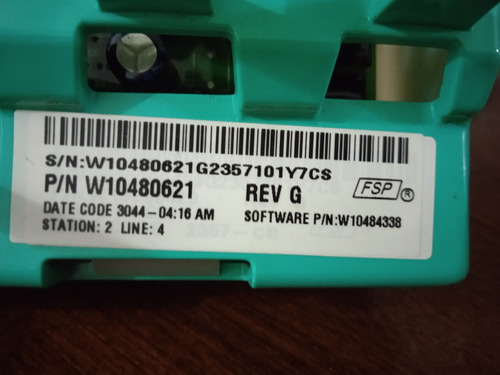 S/N:W10480621G2357101Y7CS
P/N W10480621 REV G FSP ®
DATE CODE 3044-04:16 AM SOFTWARE P/N:W10484338
STATION: 2 LINE: 4